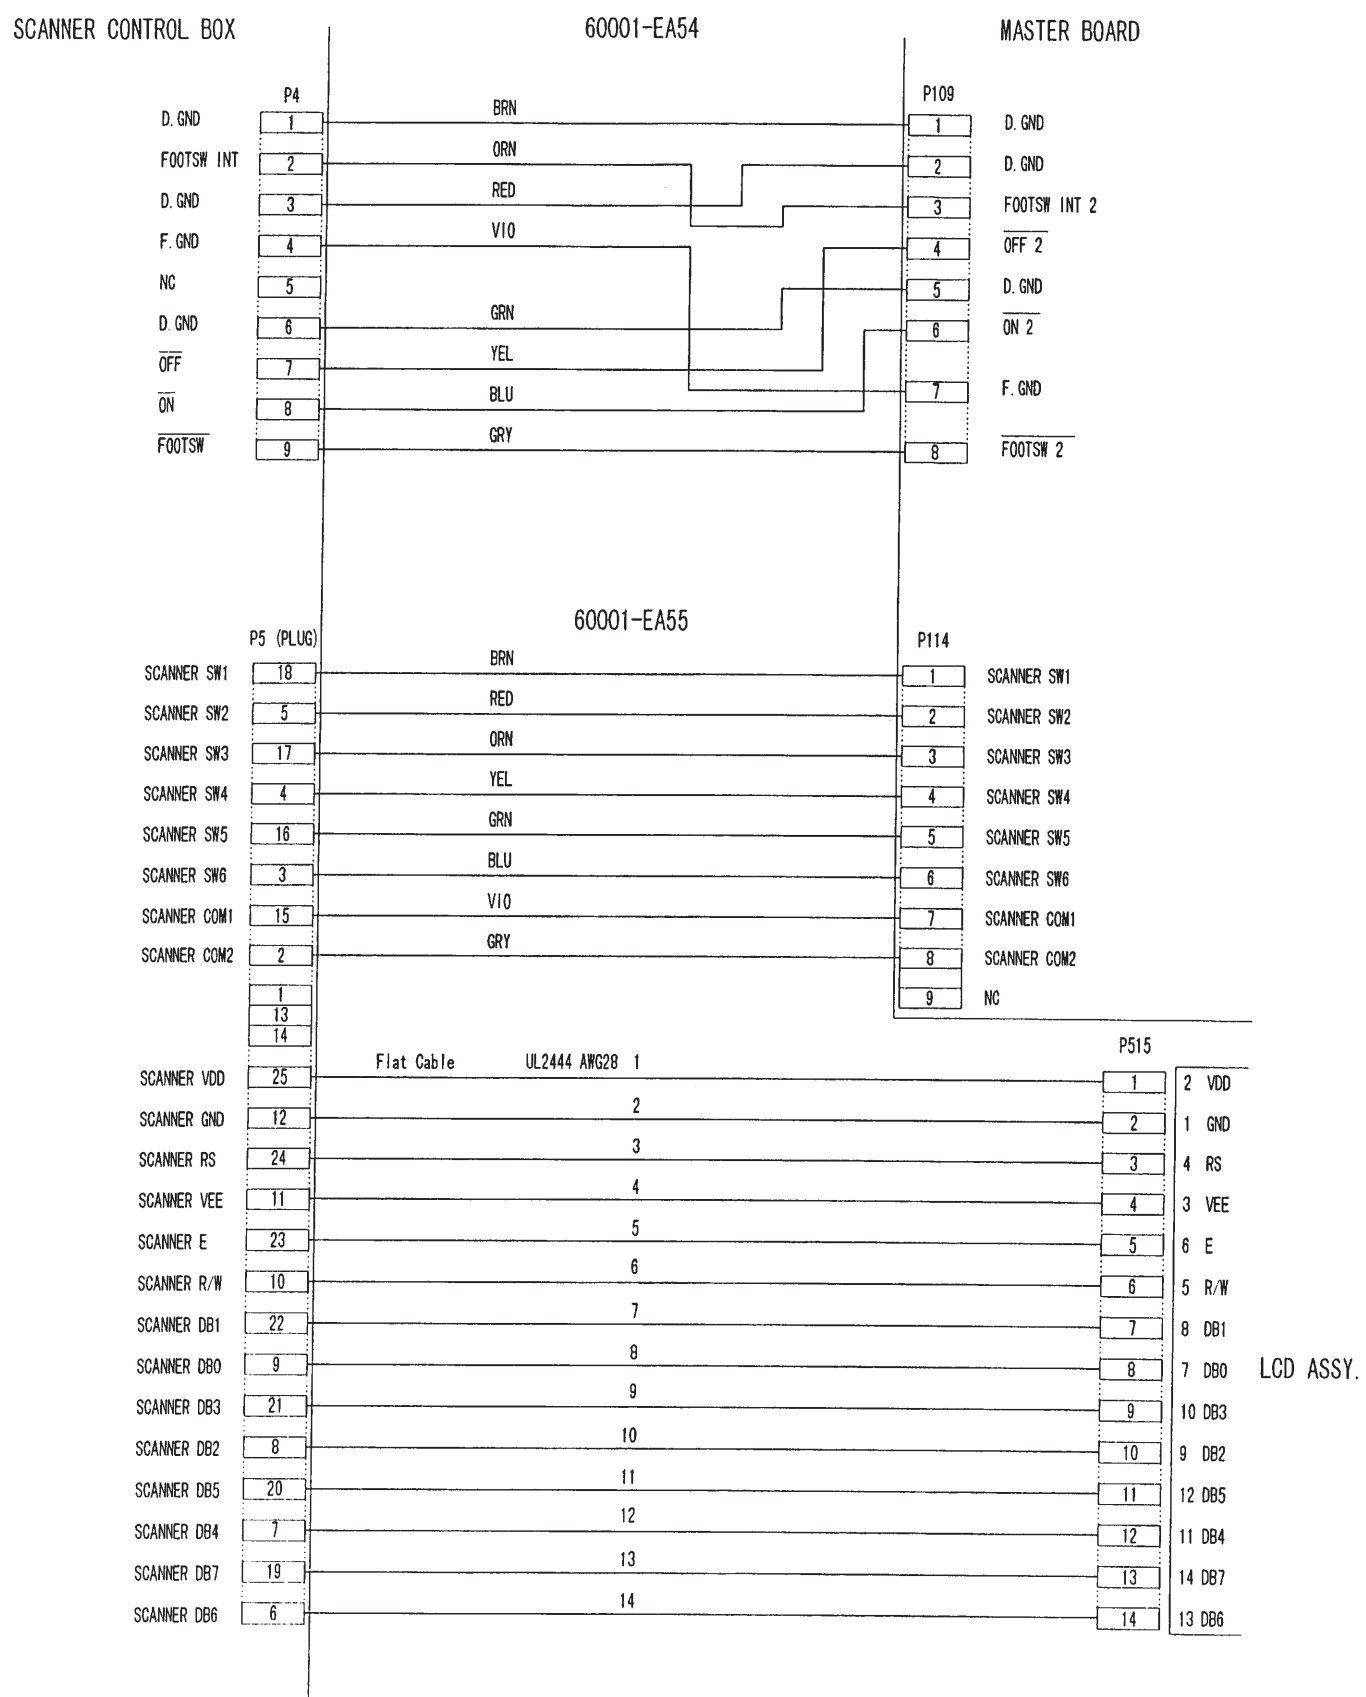 SCANNER CONTROL BOX 60001-EA54 MASTER BOARD
P4 P109
D.GND 1 BRN 1 D.GND
FOOTSW INT 2 ORN 2 D.GND
D.GND 3 RED 3 FOOTSW INT 2
F.GND 4 VIO 4 OFF 2
NC 5 5 D.GND
D.GND 6 GRN 6 ON 2
OFF 7 YEL
ON 8 BLU 7 F.GND
FOOTSW 9 GRY 8 FOOTSW 2
60001-EA55
P5 (PLUG) P114
SCANNER SW1 18 BRN 1 SCANNER SW1
SCANNER SW2 5 RED 2 SCANNER SW2
SCANNER SW3 17 ORN 3 SCANNER SW3
SCANNER SW4 4 YEL 4 SCANNER SW4
SCANNER SW5 16 GRN 5 SCANNER SW5
SCANNER SW6 3 BLU 6 SCANNER SW6
SCANNER COM1 15 VIO 7 SCANNER COM1
SCANNER COM2 2 GRY 8 SCANNER COM2
1 9 NC
13
14
P515
SCANNER VDD 25 Flat Cable UL2444 AWG28 1 1 2 VDD
SCANNER GND 12 2 2 1 GND
SCANNER RS 24 3 3 4 RS
SCANNER VEE 11 4 4 3 VEE
SCANNER E 23 5 5 6 E
SCANNER R/W 10 6 6 5 R/W
SCANNER DB1 22 7 7 8 DB1
SCANNER DB0 9 8 8 7 DB0 LCD ASSY.
SCANNER DB3 21 9 9 10 DB3
SCANNER DB2 8 10 10 9 DB2
SCANNER DB5 20 11 11 12 DB5
SCANNER DB4 7 12 12 11 DB4
SCANNER DB7 19 13 13 14 DB7
SCANNER DB6 6 14 14 13 DB6